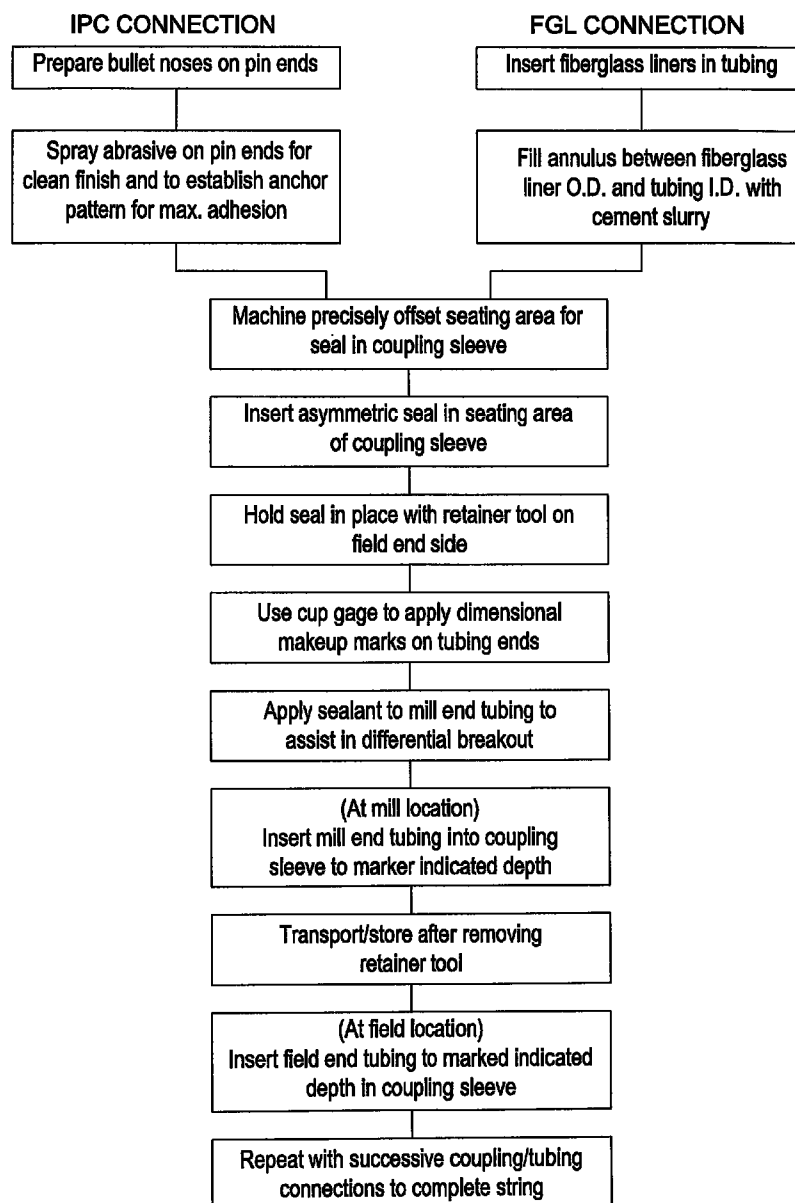 IPC CONNECTION
Prepare bullet noses on pin ends
Spray abrasive on pin ends for
clean finish and to establish anchor
pattern for max. adhesion
FGL CONNECTION
Insert fiberglass liners in tubing
Fill annulus between fiberglass
liner O.D. and tubing I.D. with
cement slurry
Machine precisely offset seating area for
seal in coupling sleeve
Insert asymmetric seal in seating area
of coupling sleeve
Hold seal in place with retainer tool on
field end side
Use cup gage to apply dimensional
makeup marks on tubing ends
Apply sealant to mill end tubing to
assist in differential breakout
(At mill location)
Insert mill end tubing into coupling
sleeve to marker indicated depth
Transport/store after removing
retainer tool
(At field location)
Insert field end tubing to marked indicated
depth in coupling sleeve
Repeat with successive coupling/tubing
connections to complete string